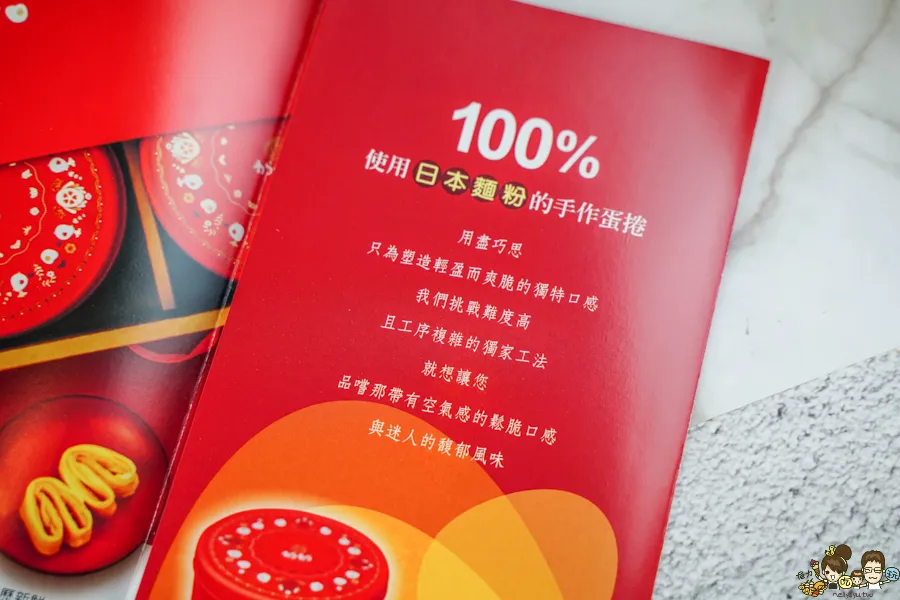 100%
使用日本麵粉的手作蛋捲
用盡巧思
只為塑造輕盈而爽脆的獨特口感
我們挑戰難度高
且工序複雜的獨家工法
就想讓您
品嚐那帶有空氣感的鬆脆口感
與迷人的馥郁風味